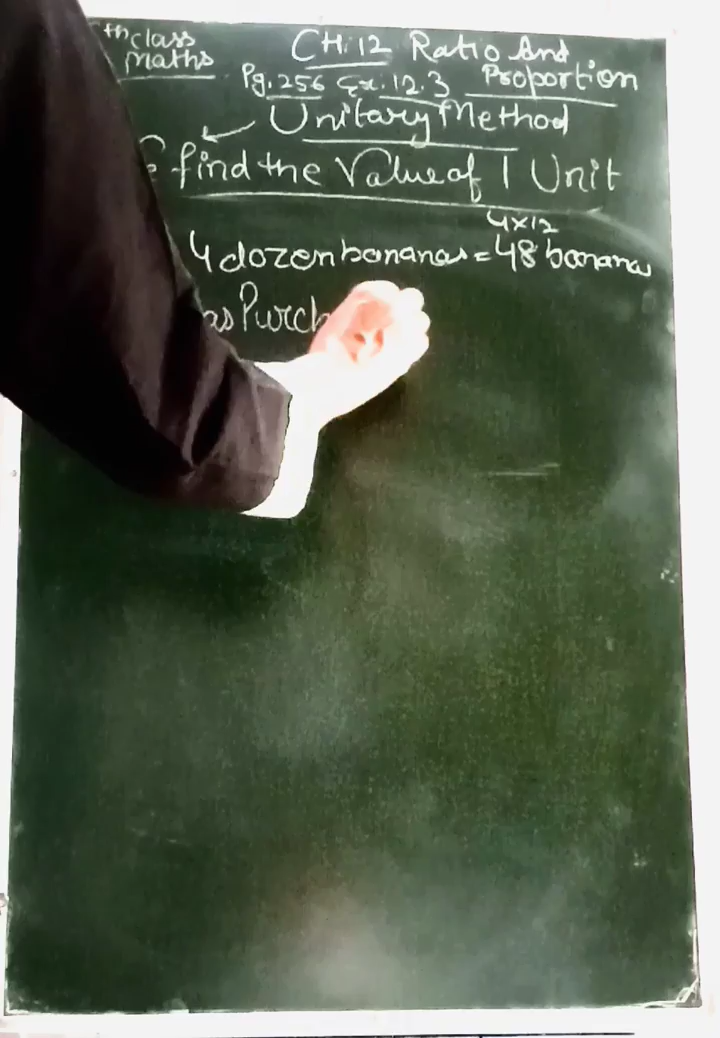 th class CH:12 Ratio And
Maths Pg.256 Ex.12.3 Proportion
Unitary Method
find the Value of 1 Unit
4x12
4 dozen bananas = 48 bananas
as Purch